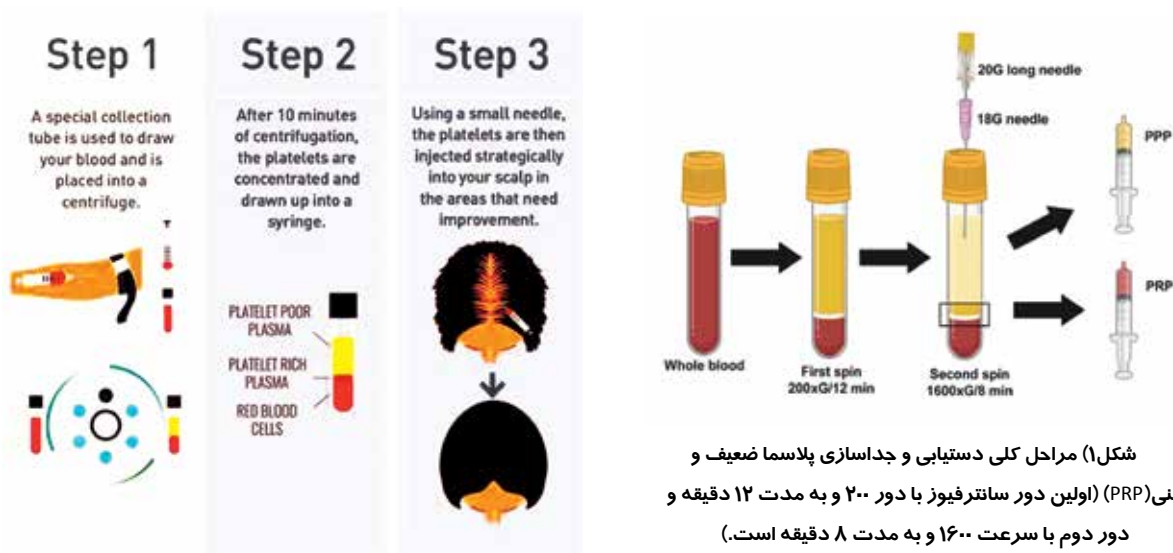 Step 1
A special collection
tube is used to draw
your blood and is
placed into a
centrifuge.
Step 2
After 10 minutes
of centrifugation,
the platelets are
concentrated and
drawn up into a
syringe.
PLATELET POOR
PLASMA
PLATELET RICH
PLASMA
RED BLOOD
CELLS
Step 3
Using a small needle,
the platelets are then
injected strategically
into your scalp in
the areas that need
improvement.
20G long needle
18G needle
PPP
PRP
Whole blood
First spin
200xG/12 min
Second spin
1600xG/8 min
شکل۱) مراحل کلی دستیابی و جداسازی پلاسما ضعیف و
(PRP) (اولین دور سانترفیوز با دور ۲۰۰ و به مدت ۱۲ دقیقه و
دور دوم با سرعت ۱۶۰۰ و به مدت ۸ دقیقه است.)